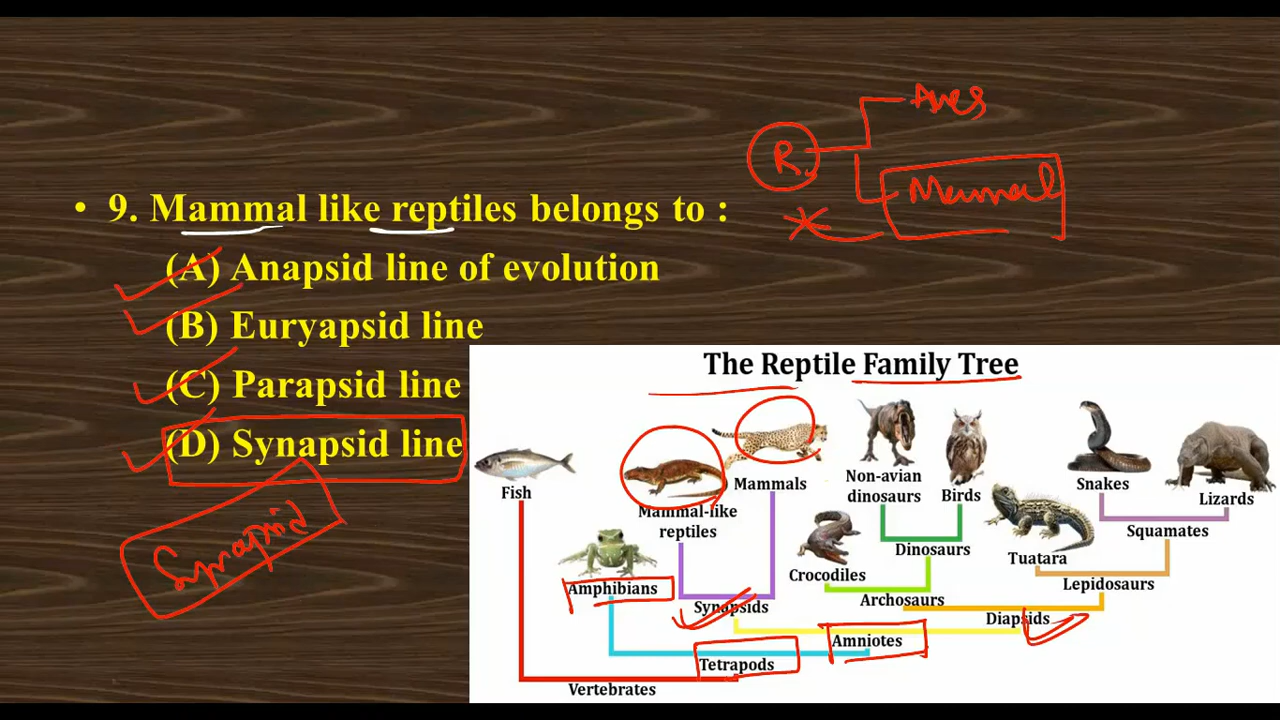 Aves
R
Mammal
• 9. Mammal like reptiles belongs to :
(A) Anapsid line of evolution
(B) Euryapsid line
(C) Parapsid line
(D) Synapsid line
Synapsid
The Reptile Family Tree
Fish
Amphibians
Mammal-like
reptiles
Mammals
Synapsids
Crocodiles
Non-avian
dinosaurs
Birds
Dinosaurs
Archosaurs
Tuatara
Snakes
Lizards
Squamates
Lepidosaurs
Diapsids
Amniotes
Tetrapods
Vertebrates